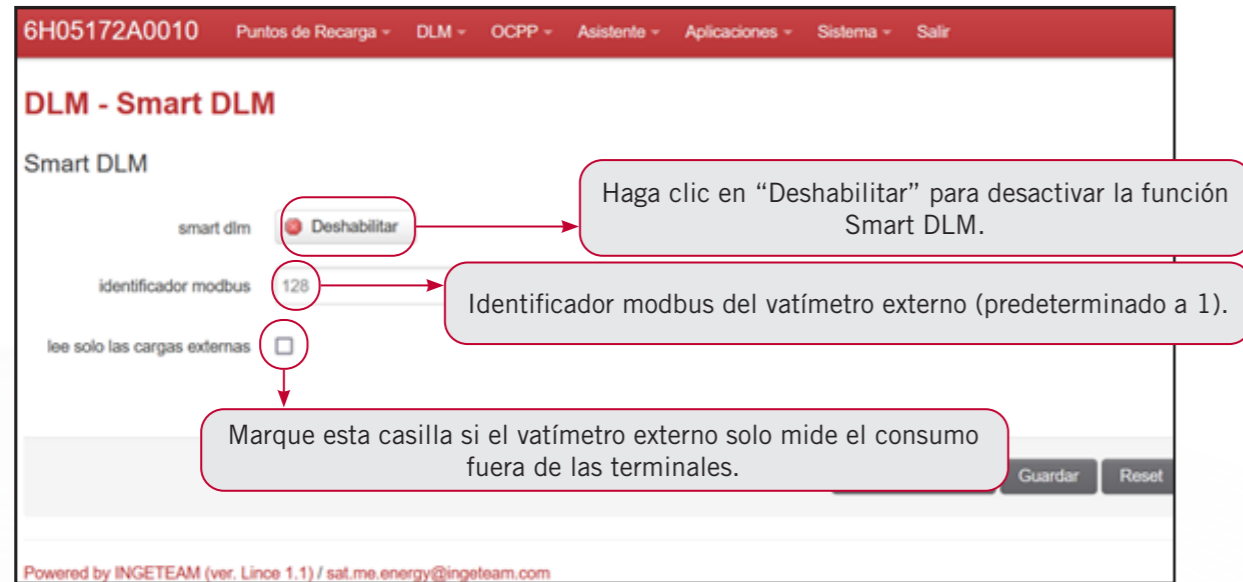 6H05172A0010 Puntos de Recarga DLM OCPP Asistente Aplicaciones Sistema Salir
DLM - Smart DLM
Smart DLM
smart dlm Deshabilitar
Haga clic en “Deshabilitar” para desactivar la función
Smart DLM.
identificador modbus 128
Identificador modbus del vatímetro externo (predeterminado a 1).
lee solo las cargas externas
Marque esta casilla si el vatímetro externo solo mide el consumo
fuera de las terminales.
Guardar Reset
Powered by INGETEAM (ver. Lince 1.1) / sat.me.energy@ingeteam.com